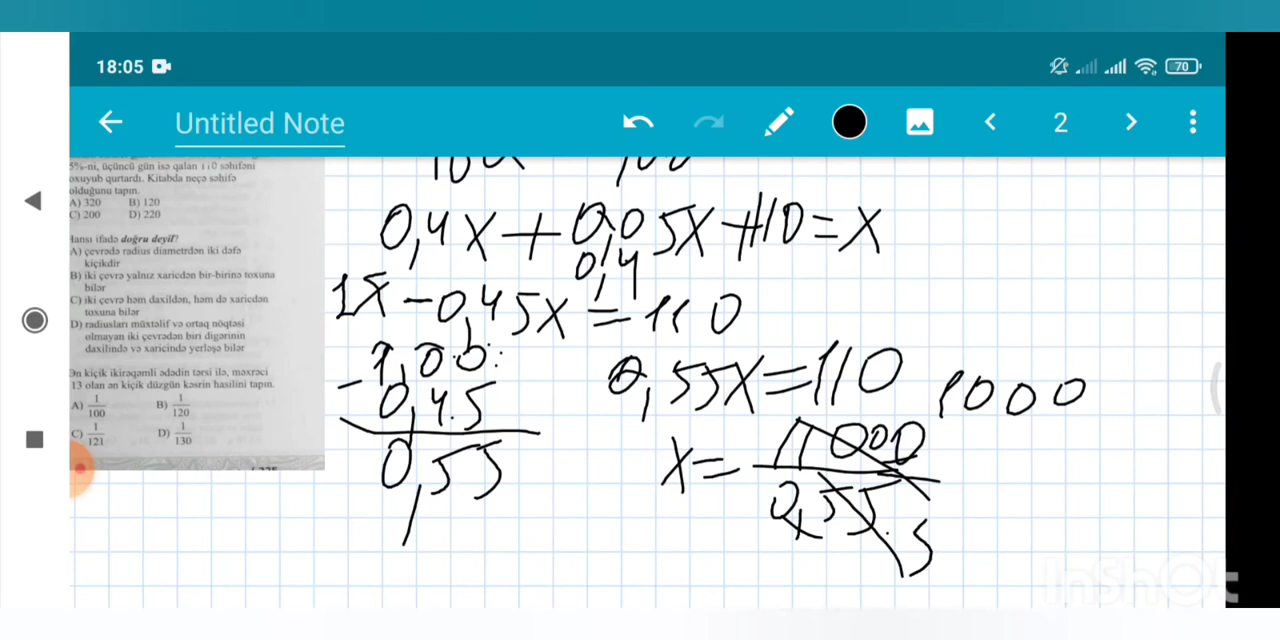 18:05
70
Untitled Note
2
5%-ni, üçüncü gün isə qalan 110 səhifəni
oxuyub qurtardı. Kitabda neçə səhifə
olduğunu tapın.
A) 320 B) 120
C) 200 D) 220
Hansı ifadə doğru deyil?
A) çevrədə radius diametrdən iki dəfə
kiçikdir
B) iki çevrə yalnız xaricdən bir-birinə toxuna
bilər
C) iki çevrə həm daxildən, həm də xaricdən
toxuna bilər
D) radiusları müxtəlif və ortaq nöqtəsi
olmayan iki çevrədən biri digərinin
daxilində və xaricində yerləşə bilər
Ən kiçik ikirəqəmli ədədin tərsi ilə, məxrəci
13 olan ən kiçik düzgün kəsrin hasilini tapın.
A) 1/100 B) 1/120
C) 1/121 D) 1/130
100 100
0,4x + 0,05x + 110 = x
0,4
1x - 0,45x = 110
1,00
- 0,45
0,55
0,55x = 110
1000
x = 11000 / 0,55
5
InShOt